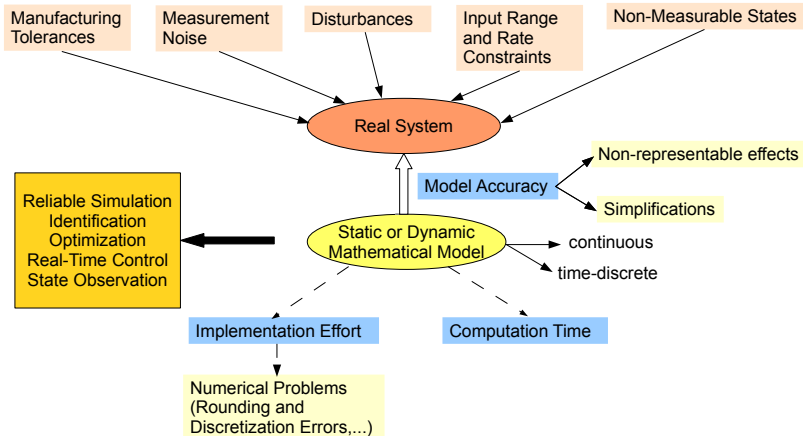 Manufacturing
Tolerances
Measurement
Noise
Disturbances
Input Range
and Rate
Constraints
Non-Measurable States
Real System
Model Accuracy
Non-representable effects
Simplifications
Reliable Simulation
Identification
Optimization
Real-Time Control
State Observation
Static or Dynamic
Mathematical Model
continuous
time-discrete
Implementation Effort
Computation Time
Numerical Problems
(Rounding and
Discretization Errors,...)